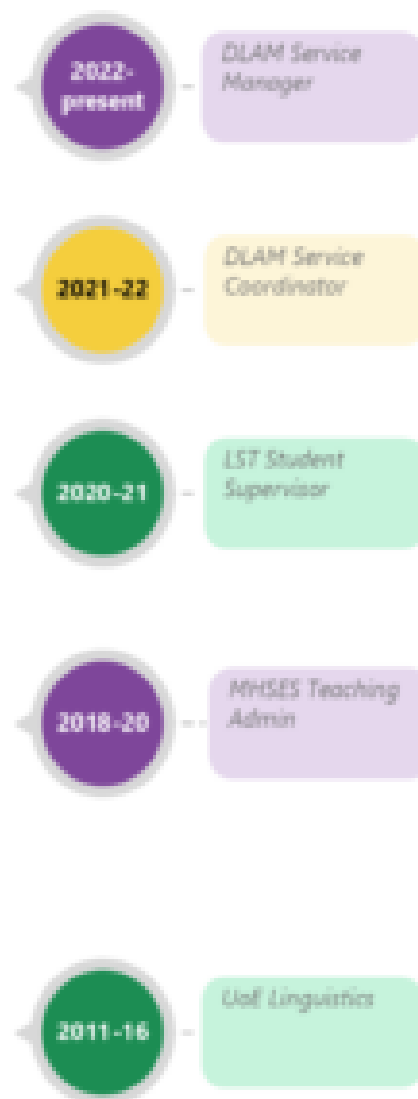 2022-
present
DLAM Service
Manager
2021-22
DLAM Service
Coordinator
2020-21
LST Student
Supervisor
2018-20
MHSES Teaching
Admin
2011-16
UoE Linguistics